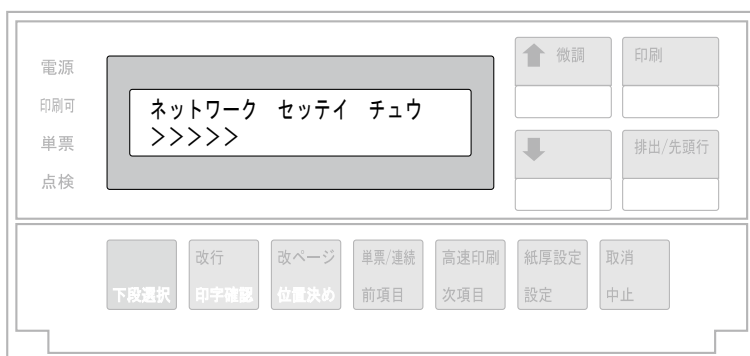 電源
印刷可
単票
点検
ネットワーク セッテイ チュウ
>>>>>
微調
印刷
排出/先頭行
下段選択
改行
印字確認
改ページ
位置決め
単票/連続
前項目
高速印刷
次項目
紙厚設定
設定
取消
中止